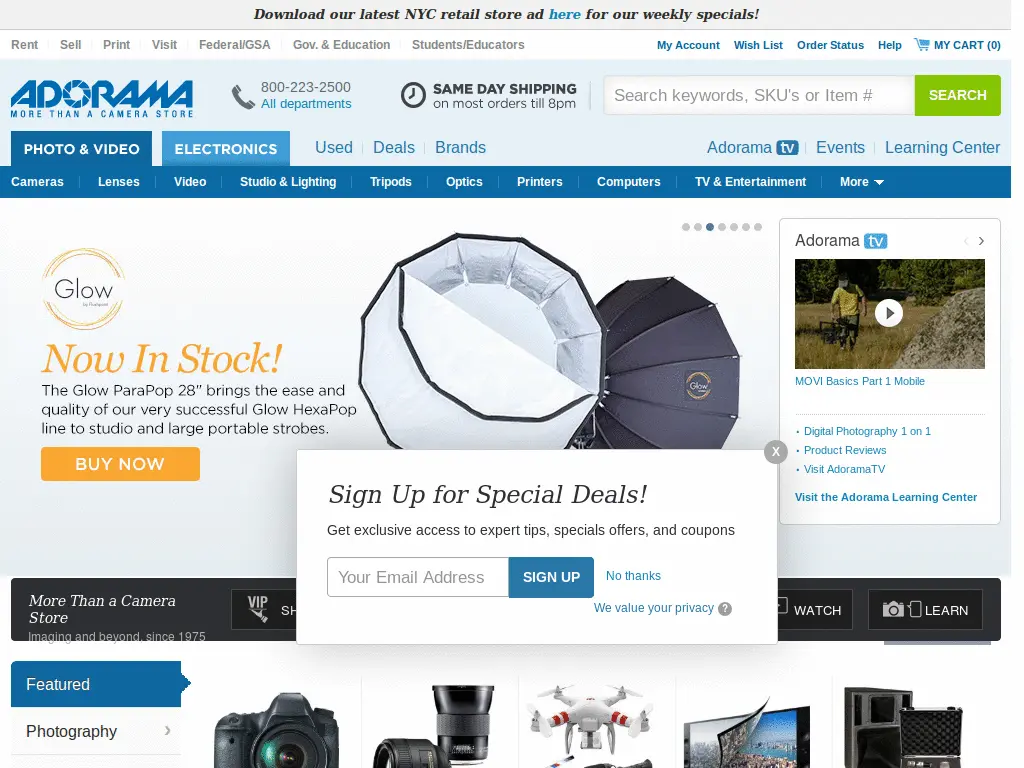 Download our latest NYC retail store ad here for our weekly specials!
Rent Sell Print Visit Federal/GSA Gov. & Education Students/Educators My Account Wish List Order Status Help MY CART (0)
ADORAMA
MORE THAN A CAMERA STORE
800-223-2500
All departments
SAME DAY SHIPPING
on most orders till 8pm
Search keywords, SKU's or Item # SEARCH
PHOTO & VIDEO ELECTRONICS Used Deals Brands Adorama tv Events Learning Center
Cameras Lenses Video Studio & Lighting Tripods Optics Printers Computers TV & Entertainment More
Glow
Now In Stock!
The Glow ParaPop 28" brings the ease and
quality of our very successful Glow HexaPop
line to studio and large portable strobes.
BUY NOW
Glow
Adorama tv
MOVI Basics Part 1 Mobile
Digital Photography 1 on 1
Product Reviews
Visit AdoramaTV
Visit the Adorama Learning Center
X
Sign Up for Special Deals!
Get exclusive access to expert tips, specials offers, and coupons
Your Email Address SIGN UP No thanks
We value your privacy ?
More Than a Camera
Store
Imaging and beyond, since 1975
VIP SH
WATCH
LEARN
Featured
Photography